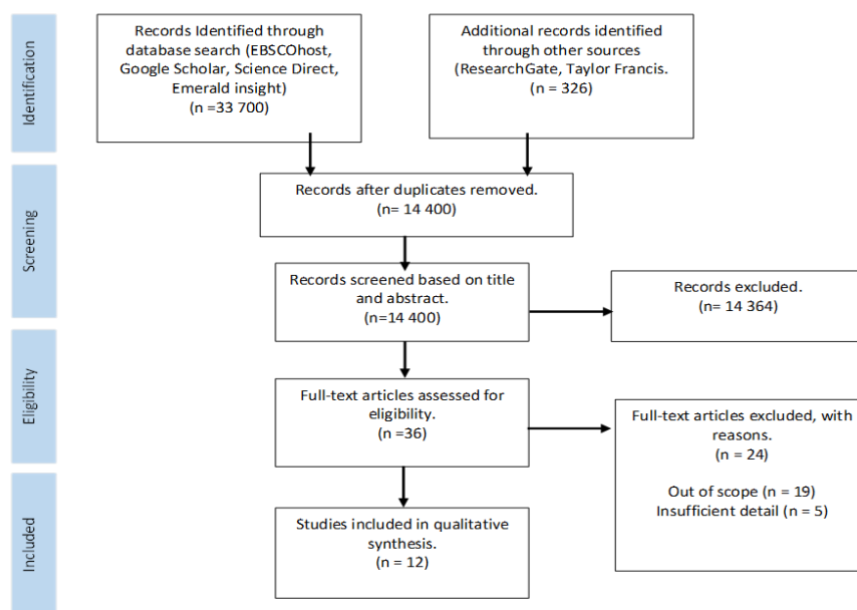 Identification
Records Identified through
database search (EBSCOhost,
Google Scholar, Science Direct,
Emerald insight)
(n =33 700)
Additional records identified
through other sources
(ResearchGate, Taylor Francis.
(n = 326)
Screening
Records after duplicates removed.
(n= 14 400)
Records screened based on title
and abstract.
(n=14 400)
Records excluded.
(n= 14 364)
Eligibility
Full-text articles assessed for
eligibility.
(n =36)
Full-text articles excluded, with
reasons.
(n = 24)
Out of scope (n = 19)
Insufficient detail (n = 5)
Included
Studies included in qualitative
synthesis.
(n = 12)